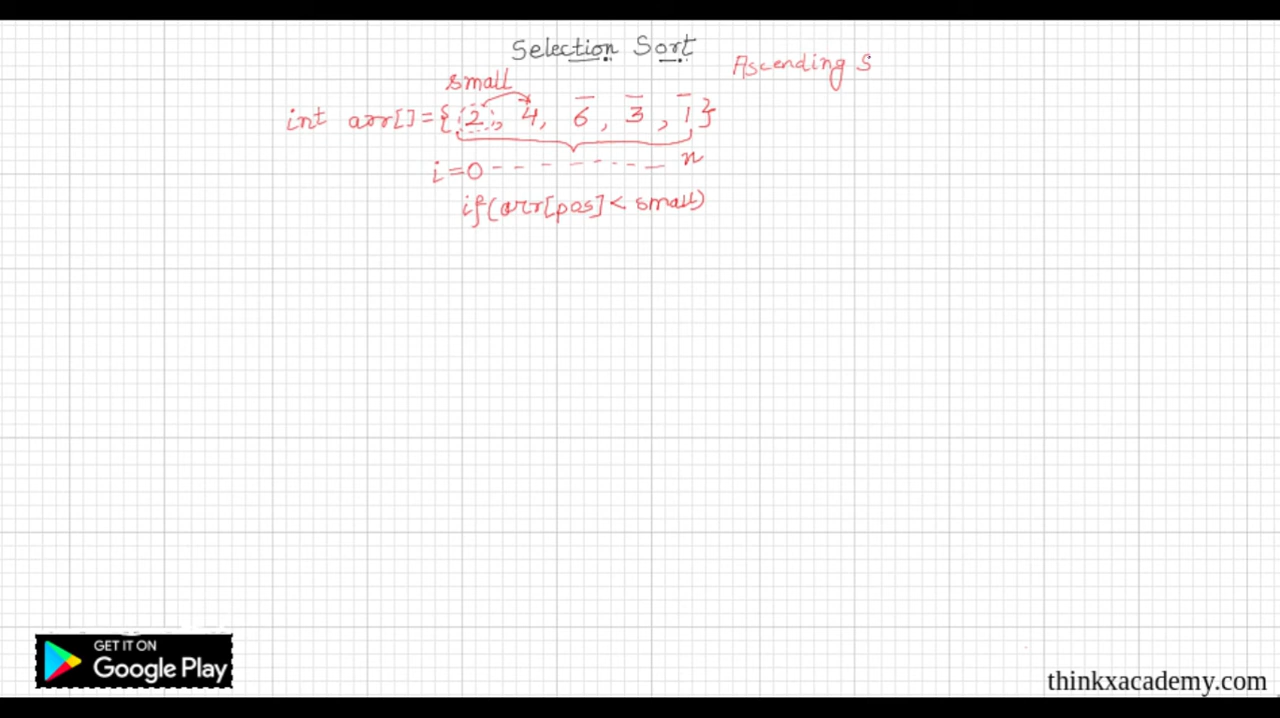 Selection Sort
Ascending S
small
int arr[]={2, 4, 6, 3, 1}
i=0 - - - - - - - - n
if(arr[pos]< small)
GET IT ON
Google Play
thinkxacademy.com